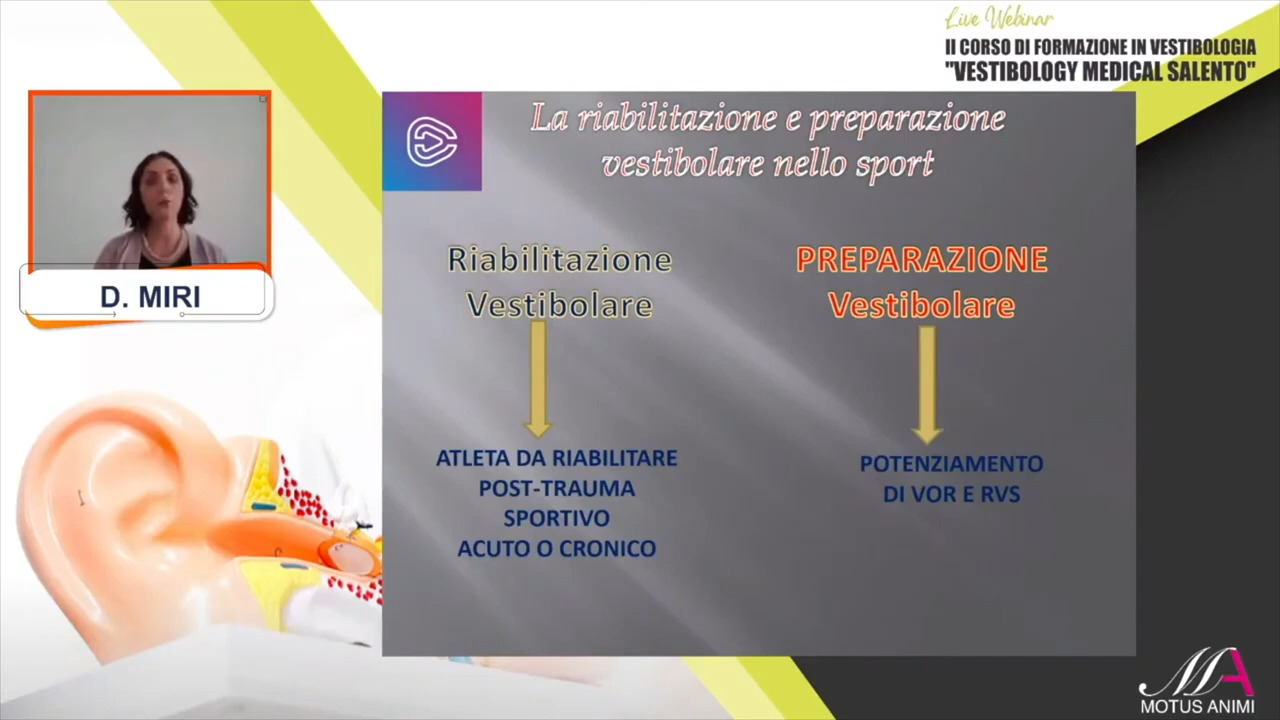 Live Webinar
II CORSO DI FORMAZIONE IN VESTIBOLOGIA
"VESTIBOLOGY MEDICAL SALENTO"
D. MIRI
La riabilitazione e preparazione
vestibolare nello sport
Riabilitazione
Vestibolare
ATLETA DA RIABILITARE
POST-TRAUMA
SPORTIVO
ACUTO O CRONICO
PREPARAZIONE
Vestibolare
POTENZIAMENTO
DI VOR E RVS
MA
MOTUS ANIMI